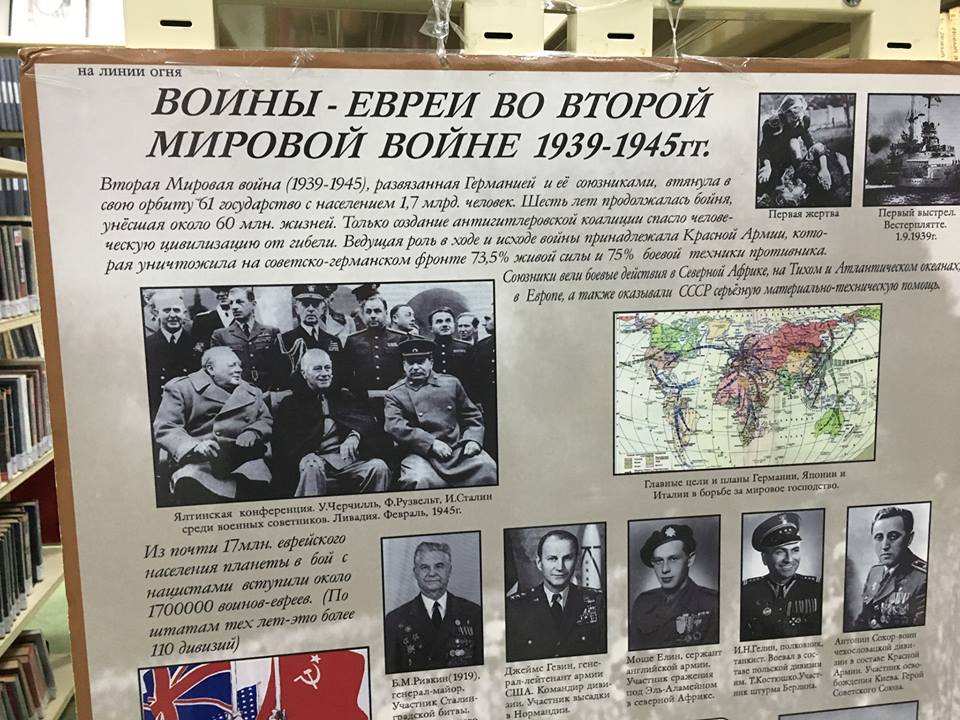 на линии огня
ВОИНЫ - ЕВРЕИ ВО ВТОРОЙ
МИРОВОЙ ВОЙНЕ 1939-1945гг.
Вторая Мировая война (1939-1945), развязанная Германией и её союзниками, втянула в
свою орбиту 61 государство с населением 1,7 млрд. человек. Шесть лет продолжалась бойня,
унёсшая около 60 млн. жизней. Только создание антигитлеровской коалиции спасло челове-
ческую цивилизацию от гибели. Ведущая роль в ходе и исходе войны принадлежала Красной Армии, кото-
рая уничтожила на советско-германском фронте 73,5% живой силы и 75% боевой техники противника.
Союзники вели боевые действия в Северной Африке, на Тихом и Атлантическом океанах,
в Европе, а также оказывали СССР серьёзную материально-техническую помощь.
Первая жертва
Первый выстрел.
Вестерплятте.
1.9.1939г.
Ялтинская конференция. У.Черчилль, Ф.Рузвельт, И.Сталин
среди военных советников. Ливадия. Февраль, 1945г.
Главные цели и планы Германии, Японии и
Италии в борьбе за мировое господство.
Из почти 17млн. еврейского
населения планеты в бой с
нацистами вступили около
1700000 воинов-евреев. (По
штатам тех лет-это более
110 дивизий)
Б.М.Ривкин(1919).
генерал-майор.
Участник Сталин-
градской битвы.
Джеймс Гевин, гене-
рал-лейтенант армии
США. Командир диви-
зии. Участник высадки
в Нормандии.
Моше Елин, сержант
английской армии.
Участник сражения
под Эль-Аламейном
в северной Африке.
И.Н.Гелин, полковник,
танкист. Воевал в сос-
таве польской дивизии
им. Т.Костюшко.Участ-
ник штурма Берлина.
Антонин Сохор-воин
чехословацкой диви-
зии в составе Красной
Армии. Участник осво-
бождения Киева. Герой
Советского Союза.